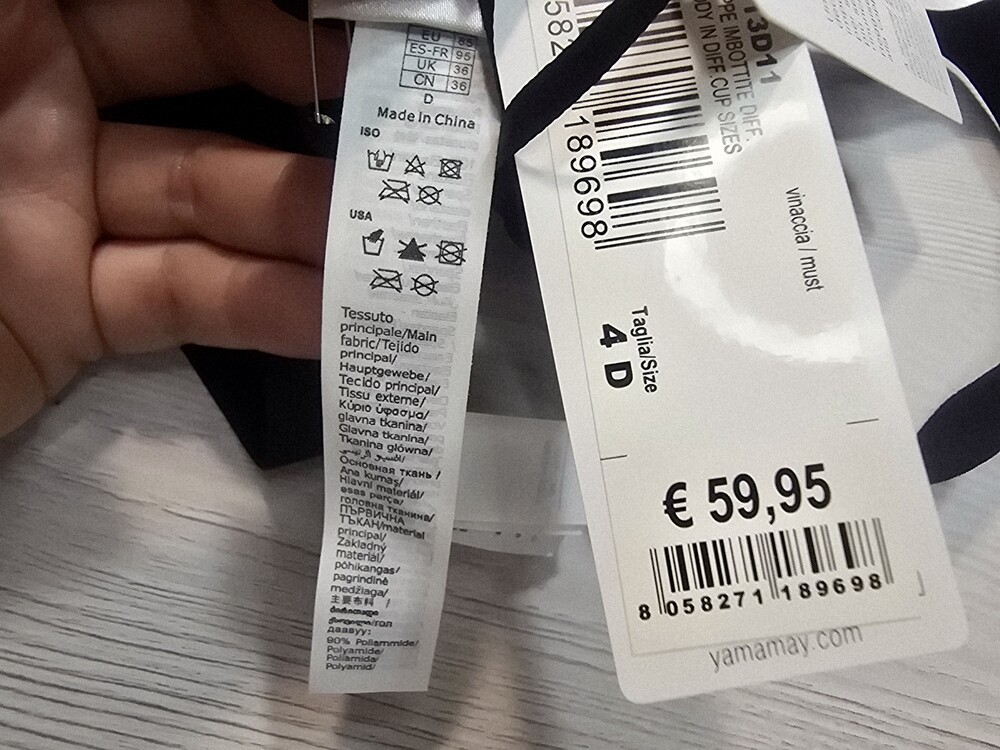 EU 85
ES-FR 95
UK 36
CN 36
D
Made in China
ISO
USA
Tessuto
principale/Main
fabric/Tejido
principal/
Hauptgewebe/
Tecido principal/
Tissu externe/
Κύριο ύφασμα/
glavna tkanina/
Glavna tkanina/
Tkanina główna/
Основная ткань /
Ana kumaş/
Hlavní materiál/
esas parça/
головна тканина/
ПЪРВИЧНА
ТЪКАН/material
principal/
Základný
materiál/
põhikangas/
pagrindinė
medžiaga/
主要布料 /
даавуу:
90% Poliammide/
Polyamide/
Poliamida/
Polyamid/
189698
IMBOTTITE DIFF.
IN DIFF.CUP SIZES
vinaccia / must
Taglia/Size
4 D
€ 59,95
8 058271 189698
yamamay.com